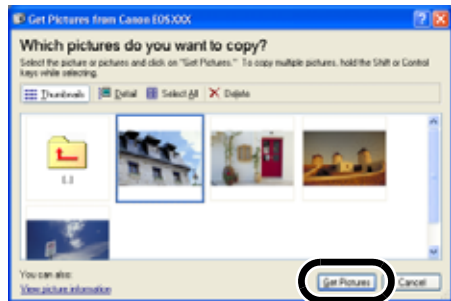 Get Pictures from Canon EOSXXX
Which pictures do you want to copy?
Select the picture or pictures and click on "Get Pictures." To copy multiple pictures, hold the Shift or Control
keys while selecting.
Thumbnails Detail Select All Delete
[..]
You can also:
View picture information
Get Pictures Cancel